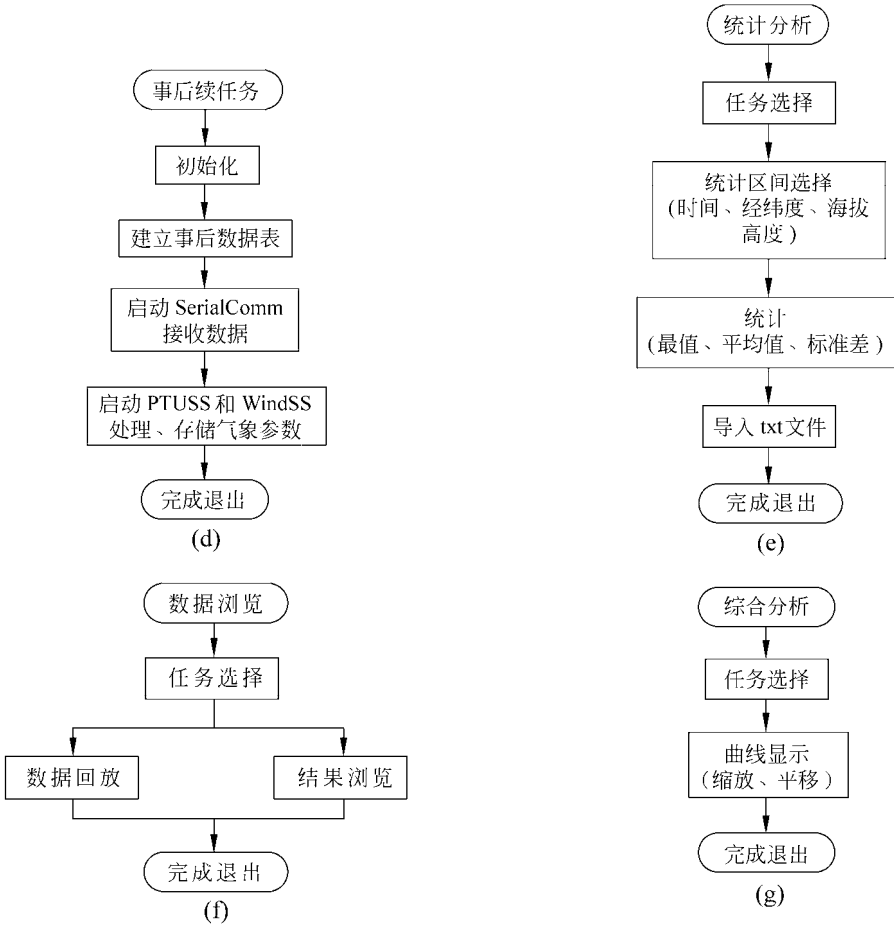 事后续任务
初始化
建立事后数据表
启动 SerialComm
接收数据
启动 PTUSS 和 WindSS
处理、存储气象参数
完成退出
(d)
统计分析
任务选择
统计区间选择
(时间、经纬度、海拔
高度)
统计
(最值、平均值、标准差)
导入 txt 文件
完成退出
(e)
数据浏览
任务选择
数据回放
结果浏览
完成退出
(f)
综合分析
任务选择
曲线显示
(缩放、平移)
完成退出
(g)